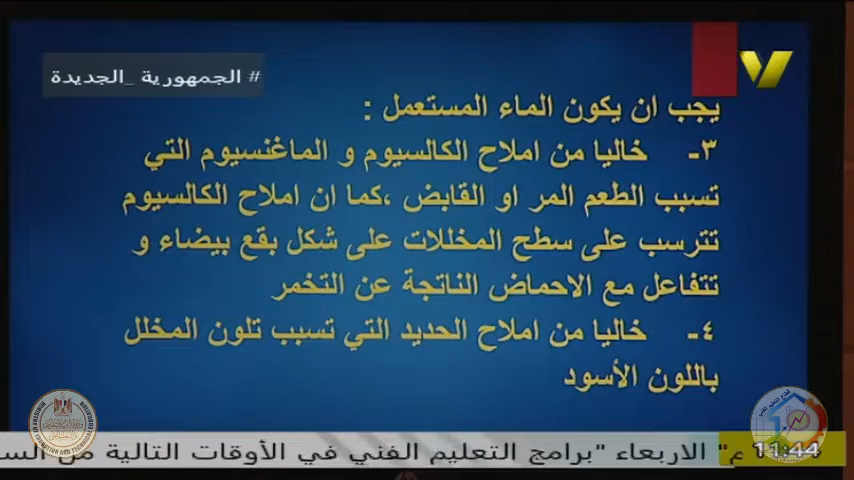 # الجمهورية _الجديدة
يجب ان يكون الماء المستعمل :
٣- خاليا من املاح الكالسيوم و الماغنسيوم التي
تسبب الطعم المر او القابض ،كما ان املاح الكالسيوم
تترسب على سطح المخللات على شكل بقع بيضاء و
تتفاعل مع الاحماض الناتجة عن التخمر
٤- خاليا من املاح الحديد التي تسبب تلون المخلل
باللون الأسود
م" الاربعاء "برامج التعليم الفني في الأوقات التالية من
11:44